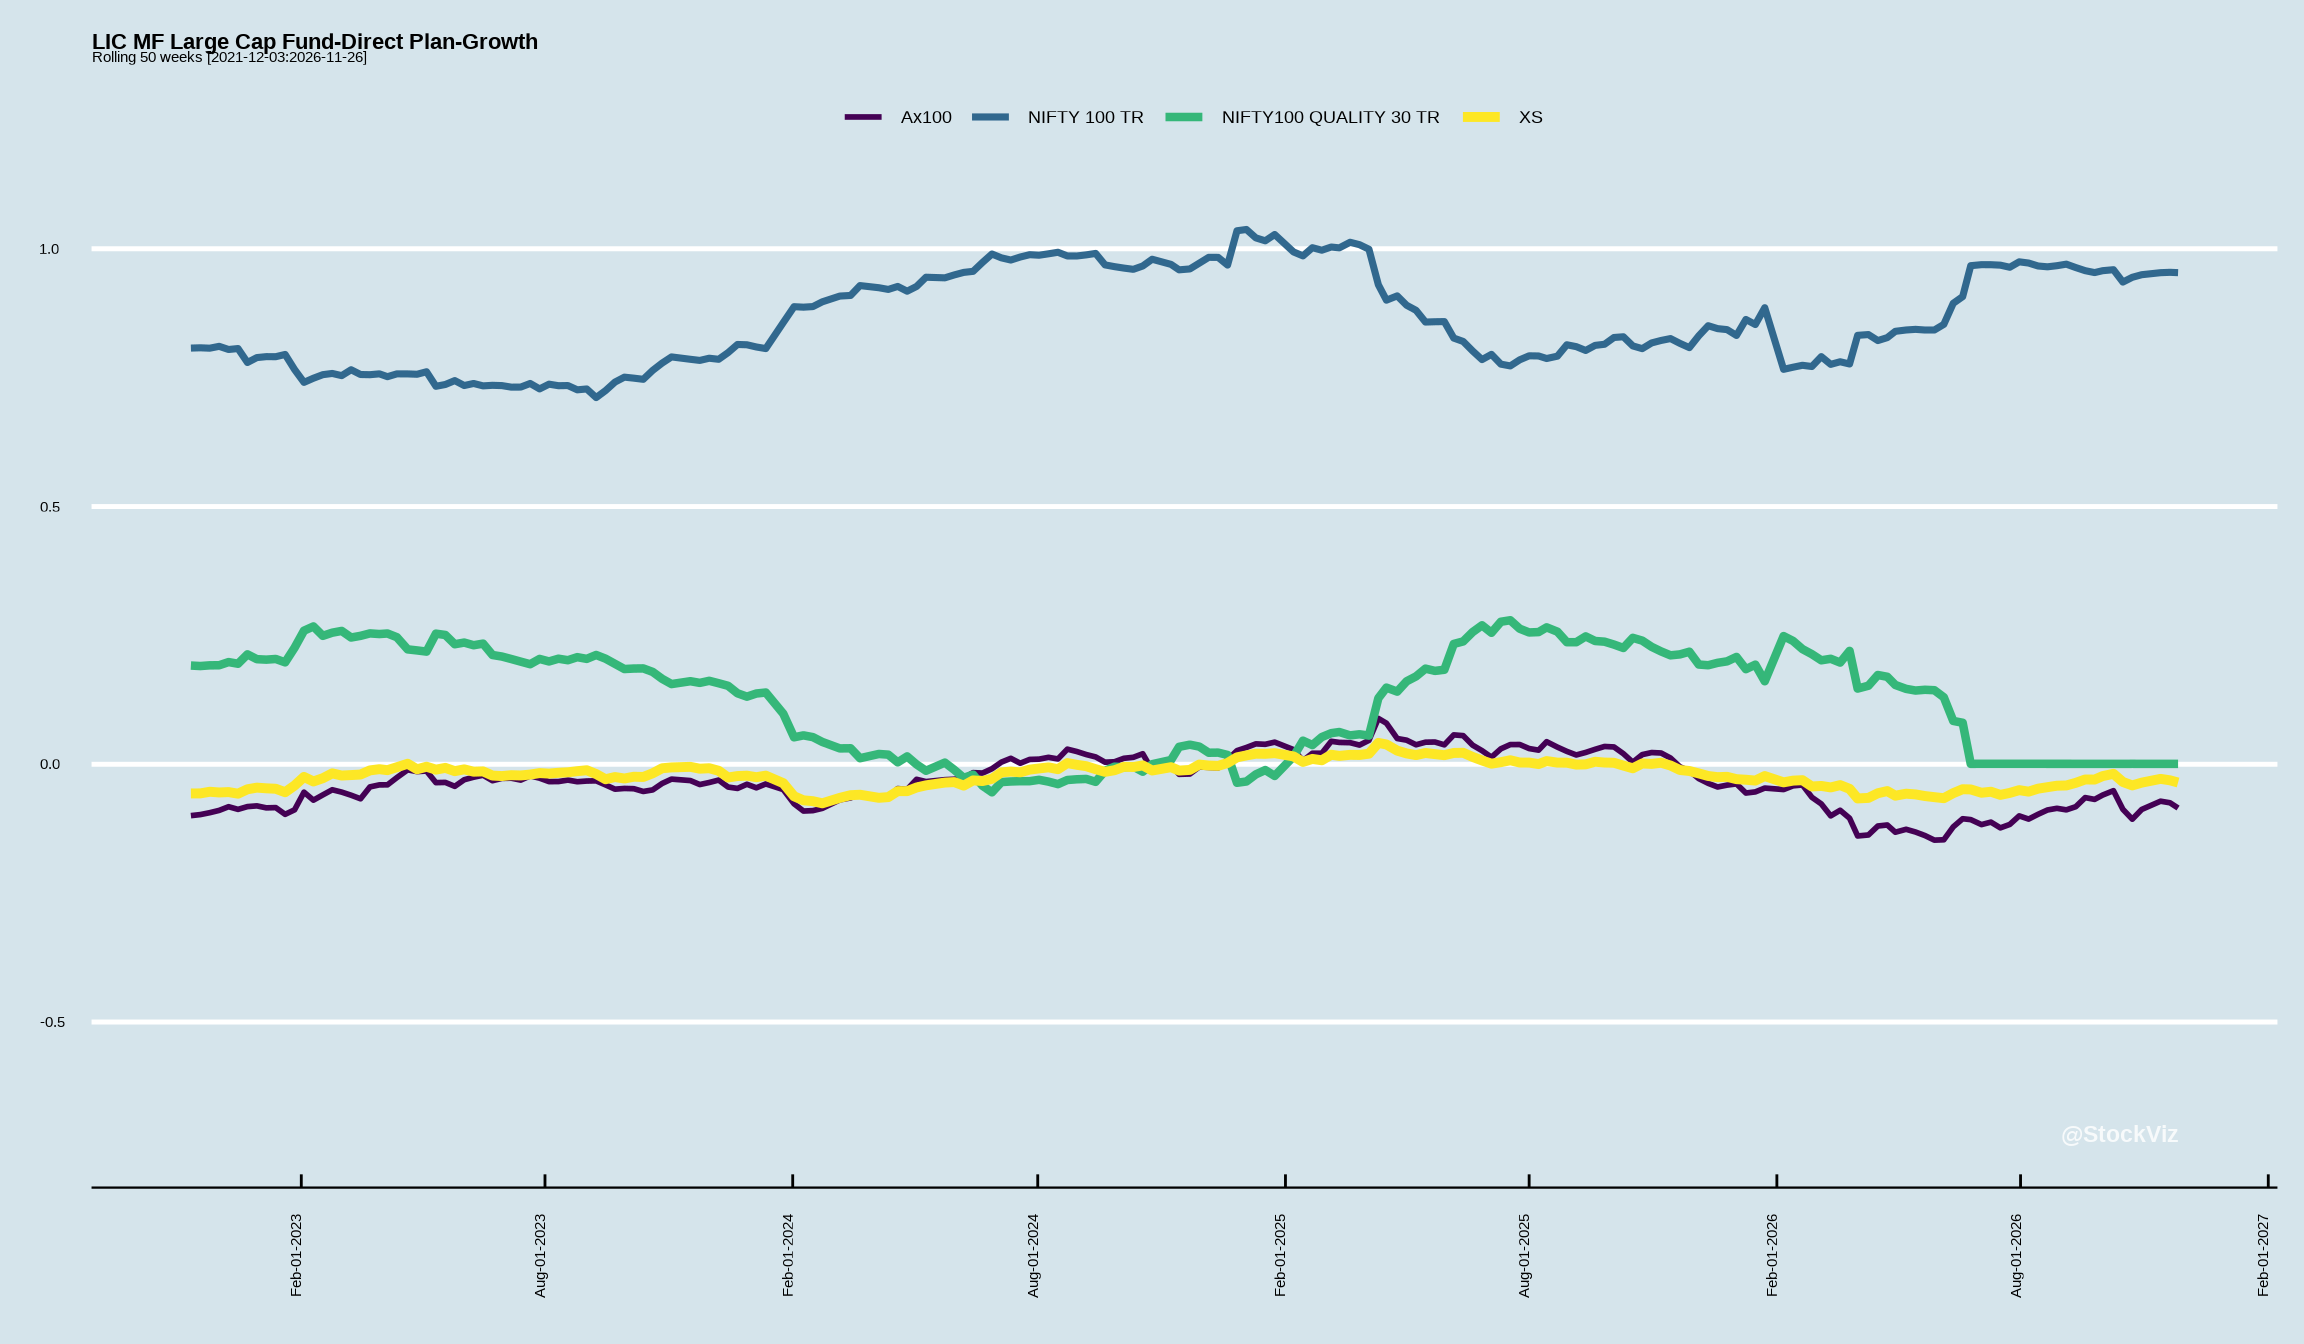 LIC MF Large Cap Fund-Direct Plan-Growth
Rolling 50 weeks [2021-12-03:2026-11-26]
Ax100 NIFTY 100 TR NIFTY100 QUALITY 30 TR XS
1.0
0.5
0.0
-0.5
@StockViz
Feb-01-2023 Aug-01-2023 Feb-01-2024 Aug-01-2024 Feb-01-2025 Aug-01-2025 Feb-01-2026 Aug-01-2026 Feb-01-2027